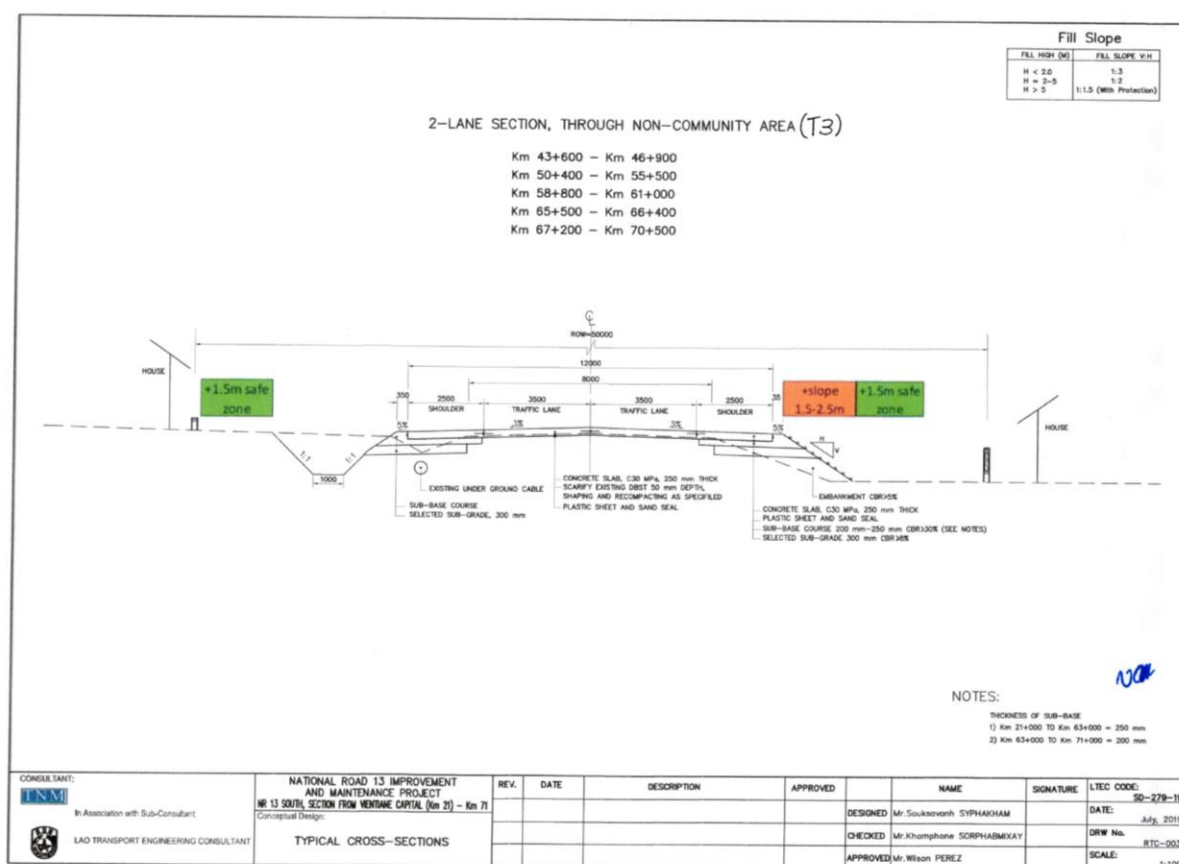 Fill Slope
FILL HIGH (M) FILL SLOPE V:H
H < 2.0 1:3
H = 2-5 1:2
H > 5 1:1.5 (With Protection)
2-LANE SECTION, THROUGH NON-COMMUNITY AREA (T3)
Km 43+600 - Km 46+900
Km 50+400 - Km 55+500
Km 58+800 - Km 61+000
Km 65+500 - Km 66+400
Km 67+200 - Km 70+500
ROW=50000
12000
8000
HOUSE
+1.5m safe
zone
350 2500 3500 3500 2500 35
SHOULDER TRAFFIC LANE TRAFFIC LANE SHOULDER
+slope
1.5-2.5m
+1.5m safe
zone
HOUSE
5% 3% 5%
H
V
1:1 1:1
1000
EXISTING UNDER GROUND CABLE
SUB-BASE COURSE
SELECTED SUB-GRADE, 300 mm
CONCRETE SLAB, C30 MPa, 250 mm THICK
SCARIFY EXISTING DBST 50 mm DEPTH,
SHAPING AND RECOMPACTING AS SPECIFIED
PLASTIC SHEET AND SAND SEAL
EMBANKMENT CBR>5%
CONCRETE SLAB, C30 MPa, 250 mm THICK
PLASTIC SHEET AND SAND SEAL
SUB-BASE COURSE 200 mm-250 mm CBR>30% (SEE NOTES)
SELECTED SUB-GRADE 300 mm CBR>8%
NOTES:
THICKNESS OF SUB-BASE
1) Km 21+000 TO Km 63+000 = 250 mm
2) Km 63+000 TO Km 71+000 = 200 mm
CONSULTANT:
TNM
In Association with Sub-Consultant
LAO TRANSPORT ENGINEERING CONSULTANT
NATIONAL ROAD 13 IMPROVEMENT
AND MAINTENANCE PROJECT
NR 13 SOUTH, SECTION FROM VIENTIANE CAPITAL (Km 21) - Km 71
Conceptual Design:
TYPICAL CROSS-SECTIONS
REV. DATE DESCRIPTION APPROVED NAME SIGNATURE
DESIGNED Mr.Souksavanh SYPHAKHAM
CHECKED Mr.Khamphone SORPHABMIXAY
APPROVED Mr.Wilson PEREZ
LTEC CODE:
SD-279-19
DATE:
July, 2019
DRW No.
RTC-003
SCALE: